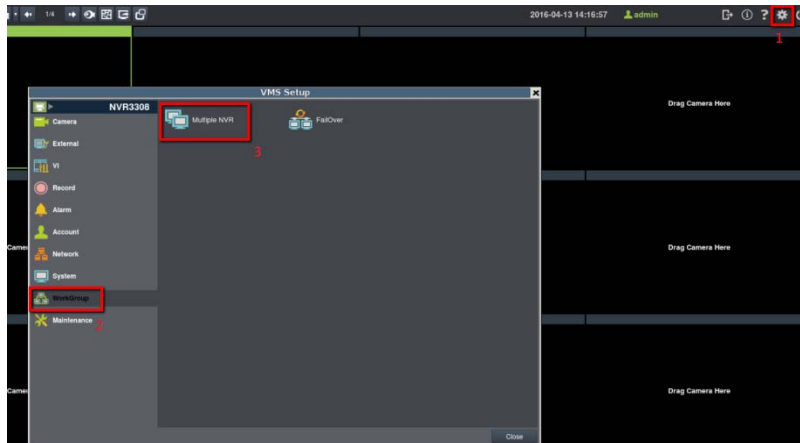 1/4 2016-04-13 14:16:57 admin
1
VMS Setup
NVR3308
Camera
External
VI
Record
Alarm
Account
Network
System
WorkGroup
2
Maintenance
Multiple NVR
3
FailOver
Close
Drag Camera Here
Came
Drag Camera Here
Came
Drag Camera Here